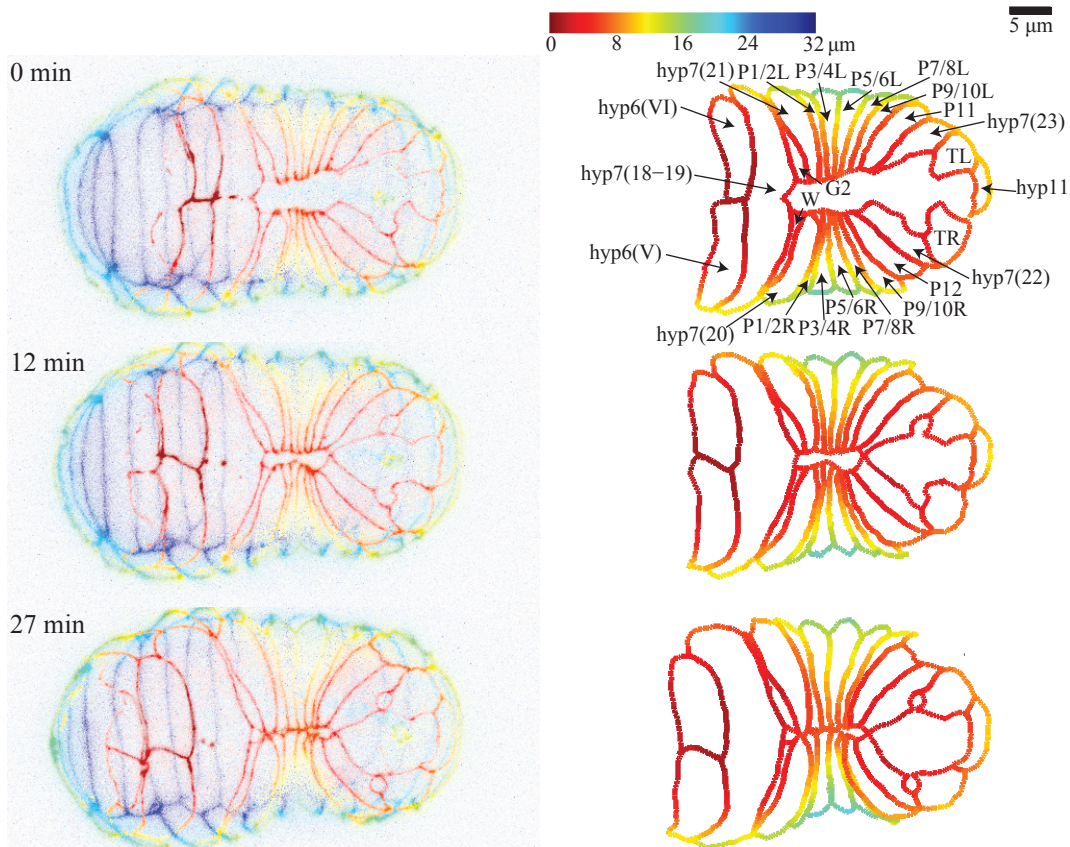 0 min
12 min
27 min
0 8 16 24 32 μm
5 μm
hyp7(21) P1/2L P3/4L P5/6L P7/8L
P9/10L
P11
hyp7(23)
hyp6(VI)
TL
hyp7(18−19)
G2
hyp11
W
TR
hyp6(V)
hyp7(22)
P12
P9/10R
hyp7(20) P1/2R P3/4R P5/6R P7/8R